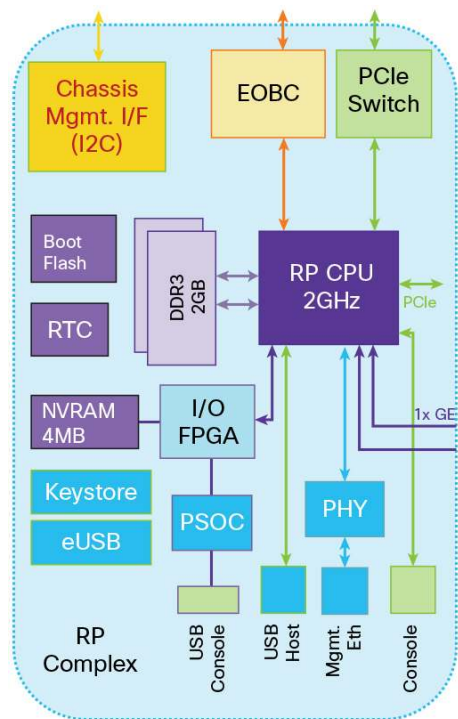 Chassis
Mgmt. I/F
(I2C)
EOBC
PCIe
Switch
Boot
Flash
DDR3
2GB
RP CPU
2GHz
PCIe
RTC
NVRAM
4MB
I/O
FPGA
1x GE
Keystore
eUSB
PSOC
PHY
RP
Complex
USB
Console
USB
Host
Mgmt.
Eth
Console